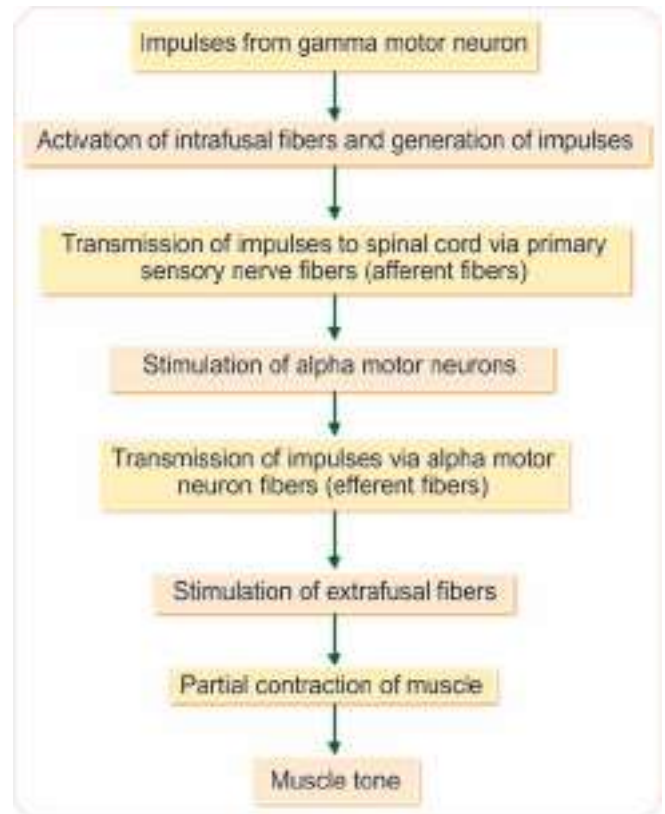 Impulses from gamma motor neuron
Activation of intrafusal fibers and generation of impulses
Transmission of impulses to spinal cord via primary
sensory nerve fibers (afferent fibers)
Stimulation of alpha motor neurons
Transmission of impulses via alpha motor
neuron fibers (efferent fibers)
Stimulation of extrafusal fibers
Partial contraction of muscle
Muscle tone